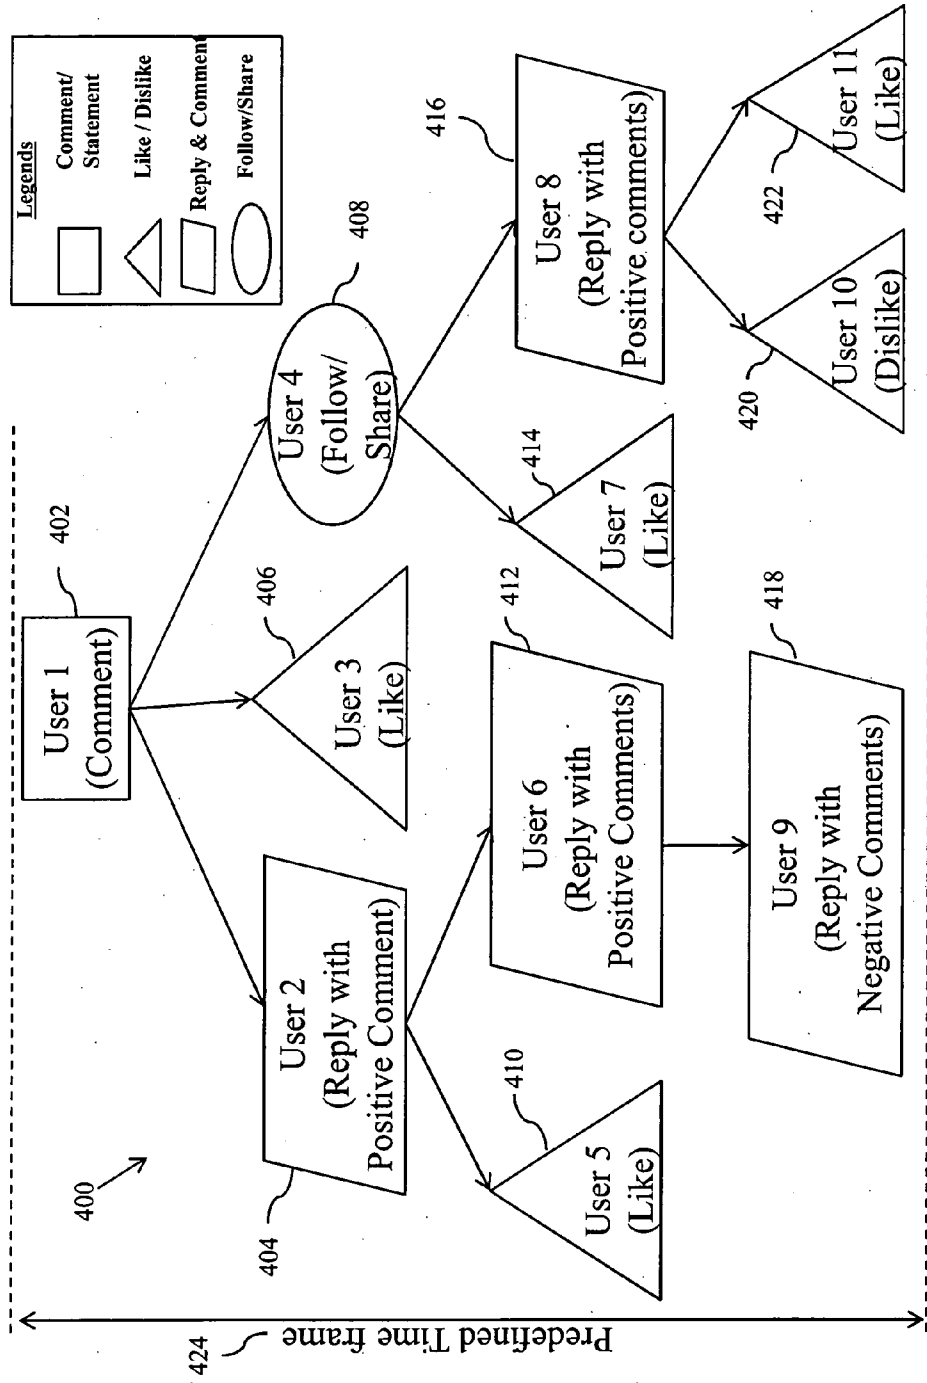 400
424
Predefined Time frame
Legends
Comment/
Statement
Like / Dislike
Reply & Comment
Follow/Share
402
User 1
(Comment)
404
User 2
(Reply with
Positive Comment)
406
User 3
(Like)
408
User 4
(Follow/
Share)
410
User 5
(Like)
412
User 6
(Reply with
Positive Comments)
414
User 7
(Like)
416
User 8
(Reply with
Positive comments)
418
User 9
(Reply with
Negative Comments)
420
User 10
(Dislike)
422
User 11
(Like)